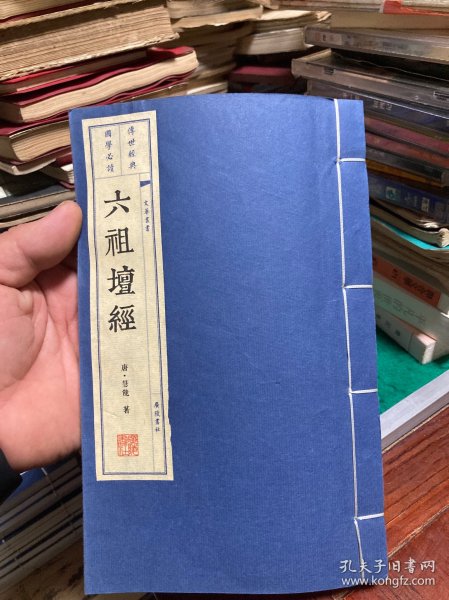 傳世經典
國學必讀
文華叢書
六祖壇經
唐·慧能 著
廣陵書社
孔夫子旧书网
www.kongfz.com